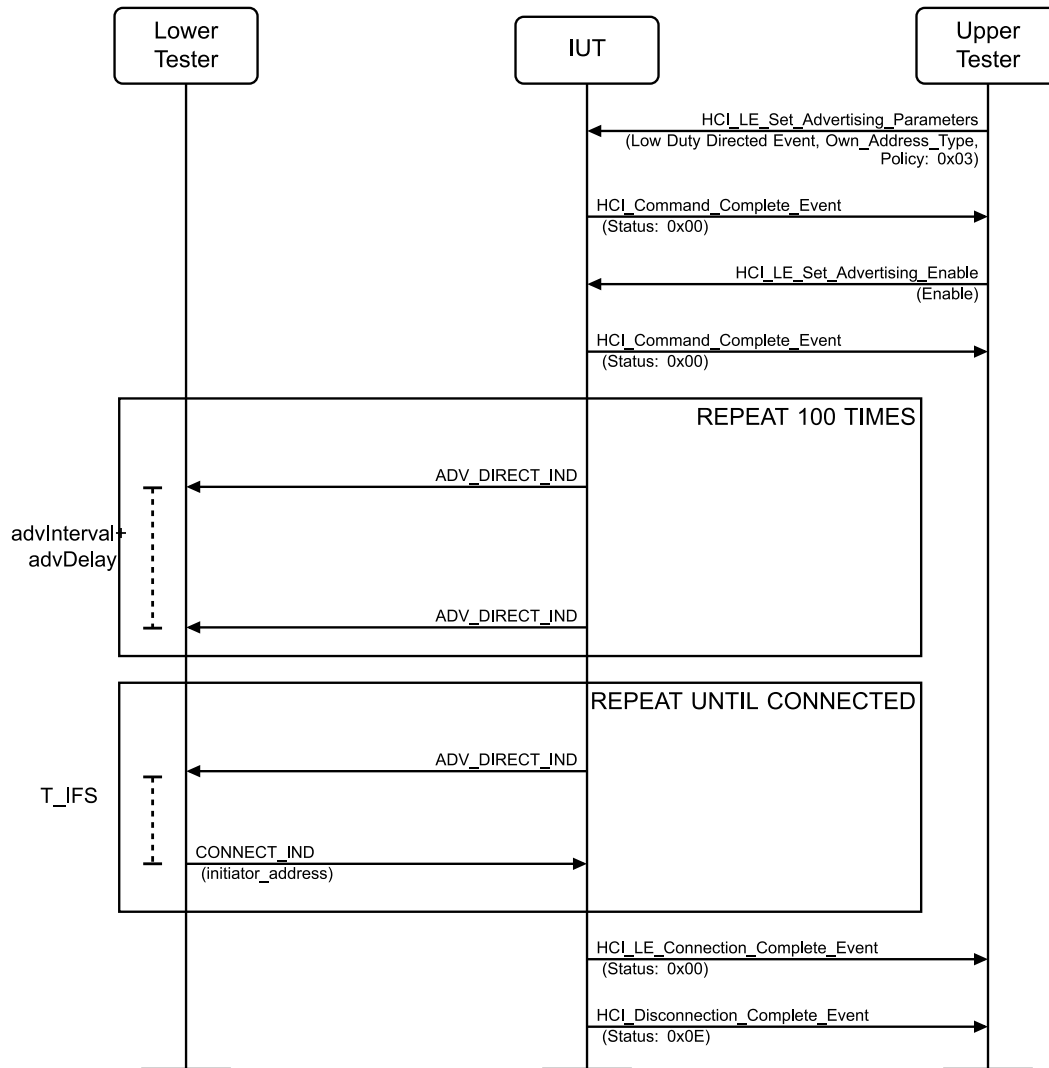 Lower
Tester
IUT
Upper
Tester
HCI_LE_Set_Advertising_Parameters
(Low Duty Directed Event, Own_Address_Type,
Policy: 0x03)
HCI_Command_Complete_Event
(Status: 0x00)
HCI_LE_Set_Advertising_Enable
(Enable)
HCI_Command_Complete_Event
(Status: 0x00)
REPEAT 100 TIMES
ADV_DIRECT_IND
advInterval+
advDelay
ADV_DIRECT_IND
REPEAT UNTIL CONNECTED
ADV_DIRECT_IND
T_IFS
CONNECT_IND
(initiator_address)
HCI_LE_Connection_Complete_Event
(Status: 0x00)
HCI_Disconnection_Complete_Event
(Status: 0x0E)